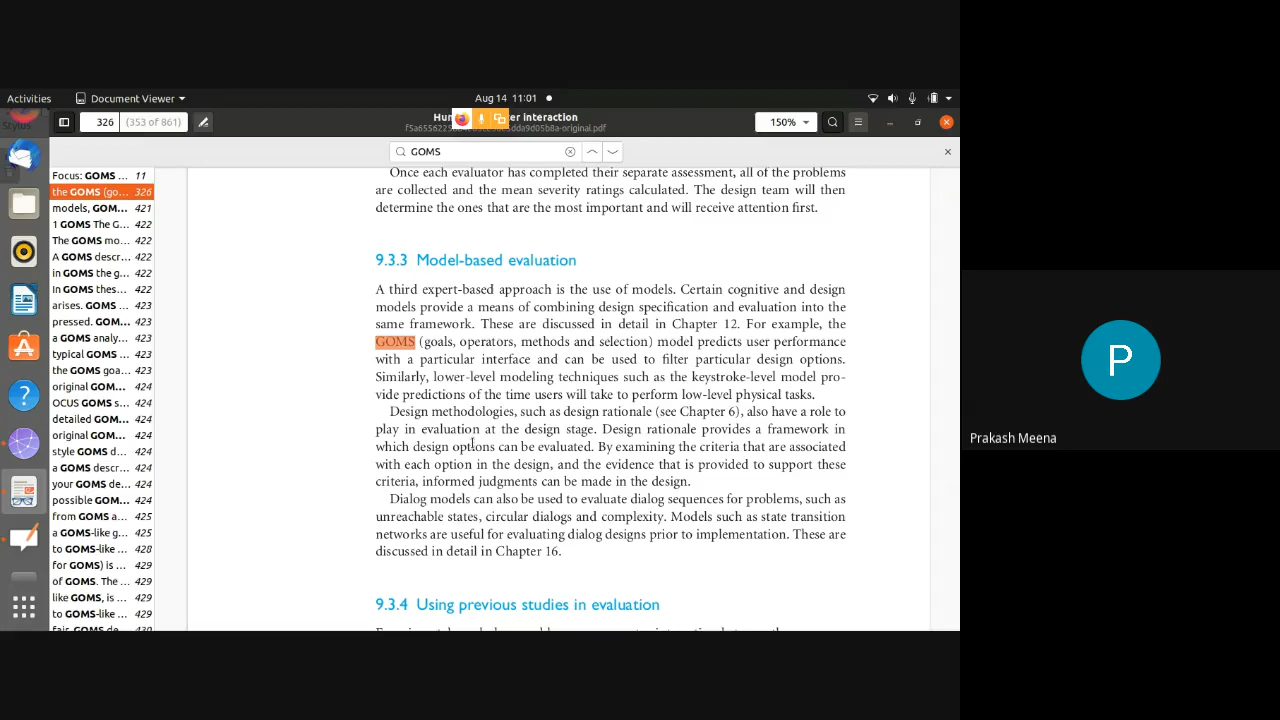 Activities
Document Viewer
Aug 14 11:01
326 (353 of 861)
Hu
er interaction
150%
GOMS
Focus: GOMS ... 11
the GOMS (go... 326
models, GOM... 421
1 GOMS The G... 422
The GOMS mo... 422
A GOMS descr... 422
in GOMS the g... 422
In GOMS thes... 422
arises. GOMS ... 423
pressed. GOM... 423
a GOMS analy... 423
typical GOMS ... 423
the GOMS goa... 423
original GOM... 424
OCUS GOMS s... 424
detailed GOM... 424
original GOM... 424
style GOMS d... 424
a GOMS descr... 424
your GOMS de... 424
possible GOM... 424
from GOMS a... 425
a GOMS-like g... 425
to GOMS-like ... 428
for GOMS) is ... 429
of GOMS. The ... 429
like GOMS, is ... 429
to GOMS-like ... 429
fair, GOMS de... 430
Once each evaluator has completed their separate assessment, all of the problems
are collected and the mean severity ratings calculated. The design team will then
determine the ones that are the most important and will receive attention first.
9.3.3 Model-based evaluation
A third expert-based approach is the use of models. Certain cognitive and design
models provide a means of combining design specification and evaluation into the
same framework. These are discussed in detail in Chapter 12. For example, the
GOMS (goals, operators, methods and selection) model predicts user performance
with a particular interface and can be used to filter particular design options.
Similarly, lower-level modeling techniques such as the keystroke-level model pro-
vide predictions of the time users will take to perform low-level physical tasks.
Design methodologies, such as design rationale (see Chapter 6), also have a role to
play in evaluation at the design stage. Design rationale provides a framework in
which design options can be evaluated. By examining the criteria that are associated
with each option in the design, and the evidence that is provided to support these
criteria, informed judgments can be made in the design.
Dialog models can also be used to evaluate dialog sequences for problems, such as
unreachable states, circular dialogs and complexity. Models such as state transition
networks are useful for evaluating dialog designs prior to implementation. These are
discussed in detail in Chapter 16.
9.3.4 Using previous studies in evaluation
P
Prakash Meena